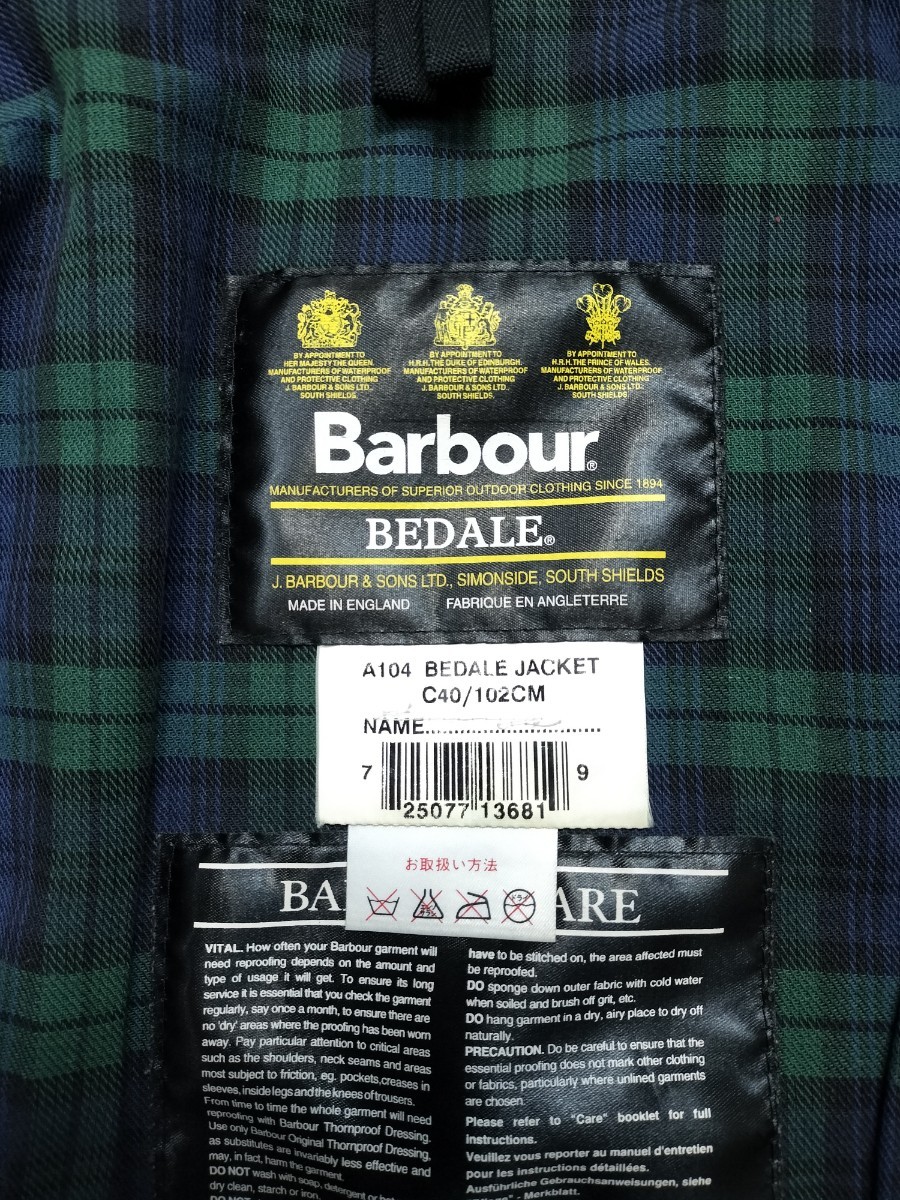 BY APPOINTMENT TO
HER MAJESTY THE QUEEN.
MANUFACTURERS OF WATERPROOF
AND PROTECTIVE CLOTHING
J. BARBOUR & SONS LTD.,
SOUTH SHIELDS.
BY APPOINTMENT TO
H.R.H. THE DUKE OF EDINBURGH.
MANUFACTURERS OF WATERPROOF
AND PROTECTIVE CLOTHING
J. BARBOUR & SONS LTD.,
SOUTH SHIELDS.
BY APPOINTMENT TO
H.R.H. THE PRINCE OF WALES.
MANUFACTURERS OF WATERPROOF
AND PROTECTIVE CLOTHING
J. BARBOUR & SONS LTD.,
SOUTH SHIELDS.
Barbour®
MANUFACTURERS OF SUPERIOR OUTDOOR CLOTHING SINCE 1894
BEDALE®
J. BARBOUR & SONS LTD., SIMONSIDE, SOUTH SHIELDS
MADE IN ENGLAND FABRIQUE EN ANGLETERRE
A104 BEDALE JACKET
C40/102CM
NAME..............................
7 25077 13681 9
お取扱い方法
ドライ
BA ARE
VITAL. How often your Barbour garment will
need reproofing depends on the amount and
type of usage it will get. To ensure its long
service it is essential that you check the garment
regularly, say once a month, to ensure there are
no 'dry' areas where the proofing has been worn
away. Pay particular attention to critical areas
such as the shoulders, neck seams and areas
most subject to friction, eg. pockets,creases in
sleeves, inside legs and the knees of trousers.
From time to time the whole garment will need
reproofing with Barbour Thornproof Dressing.
Use only Barbour Original Thornproof Dressing,
as substitutes are invariably less effective and
may, in fact, harm the garment.
DO NOT wash with soap, detergent or
dry clean, starch or iron.
DO NOT
have to be stitched on, the area affected must
be reproofed.
DO sponge down outer fabric with cold water
when soiled and brush off grit, etc.
DO hang garment in a dry, airy place to dry off
naturally.
PRECAUTION. Do be careful to ensure that the
essential proofing does not mark other clothing
or fabrics, particularly where unlined garments
are chosen.
Please refer to "Care" booklet for full
instructions.
Veuillez vous reporter au manuel d'entretien
pour les instructions détaillées.
Ausführliche Gebrauchsanweisungen, siehe
- Merkblatt.